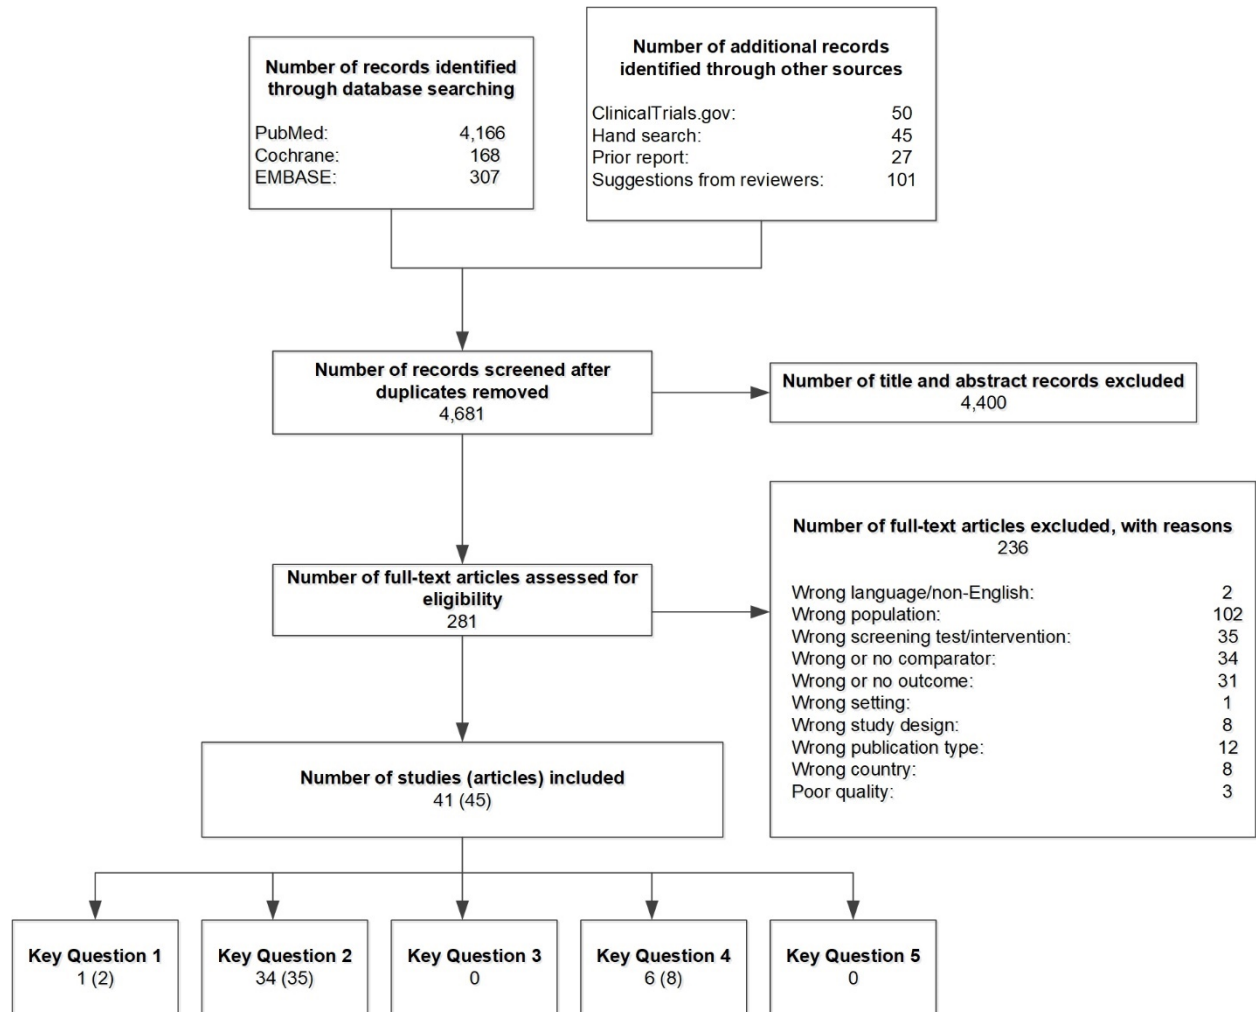 Number of records identified
through database searching
PubMed: 4,166
Cochrane: 168
EMBASE: 307
Number of additional records
identified through other sources
ClinicalTrials.gov: 50
Hand search: 45
Prior report: 27
Suggestions from reviewers: 101
Number of records screened after
duplicates removed
4,681
Number of title and abstract records excluded
4,400
Number of full-text articles assessed for
eligibility
281
Number of full-text articles excluded, with reasons
236
Wrong language/non-English: 2
Wrong population: 102
Wrong screening test/intervention: 35
Wrong or no comparator: 34
Wrong or no outcome: 31
Wrong setting: 1
Wrong study design: 8
Wrong publication type: 12
Wrong country: 8
Poor quality: 3
Number of studies (articles) included
41 (45)
Key Question 1
1 (2)
Key Question 2
34 (35)
Key Question 3
0
Key Question 4
6 (8)
Key Question 5
0